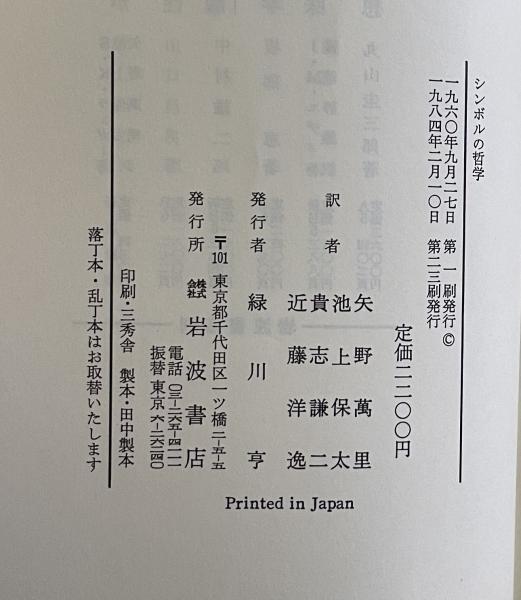 シンボルの哲学
一九六〇年九月二七日 第一刷発行 ©
一九八四年二月一〇日 第二三刷発行
定価二二〇〇円
訳者 矢野萬里
池上保太
貴志謙二
近藤洋逸
発行者 緑川亨
〒101 東京都千代田区一ツ橋二-五-五
発行所 株式会社 岩波書店
電話 〇三-二六五-四一一一
振替 東京 六-二六二四〇
印刷・三秀舎 製本・田中製本
落丁本・乱丁本はお取替いたします
Printed in Japan